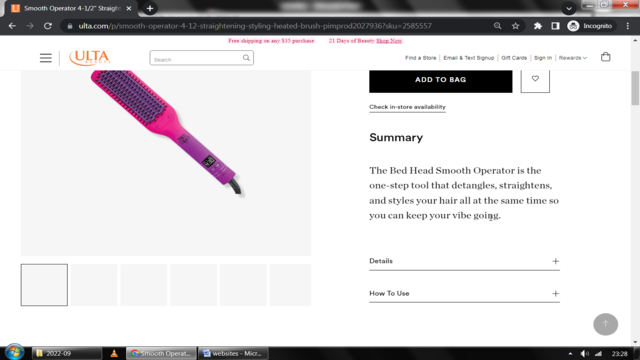 Smooth Operator 4-1/2" Straight
ulta.com/p/smooth-operator-4-12-straightening-styling-heated-brush-pimprod2027936?sku=2585557
Incognito
Free shipping on any $35 purchase 21 Days of Beauty Shop Now
ULTA
Search
Find a Store Email & Text Signup Gift Cards Sign In Rewards
ADD TO BAG
Check in-store availability
Summary
The Bed Head Smooth Operator is the
one-step tool that detangles, straightens,
and styles your hair all at the same time so
you can keep your vibe going.
Details
How To Use
2022-09
Smooth Operat...
websites - Micr...
23:28